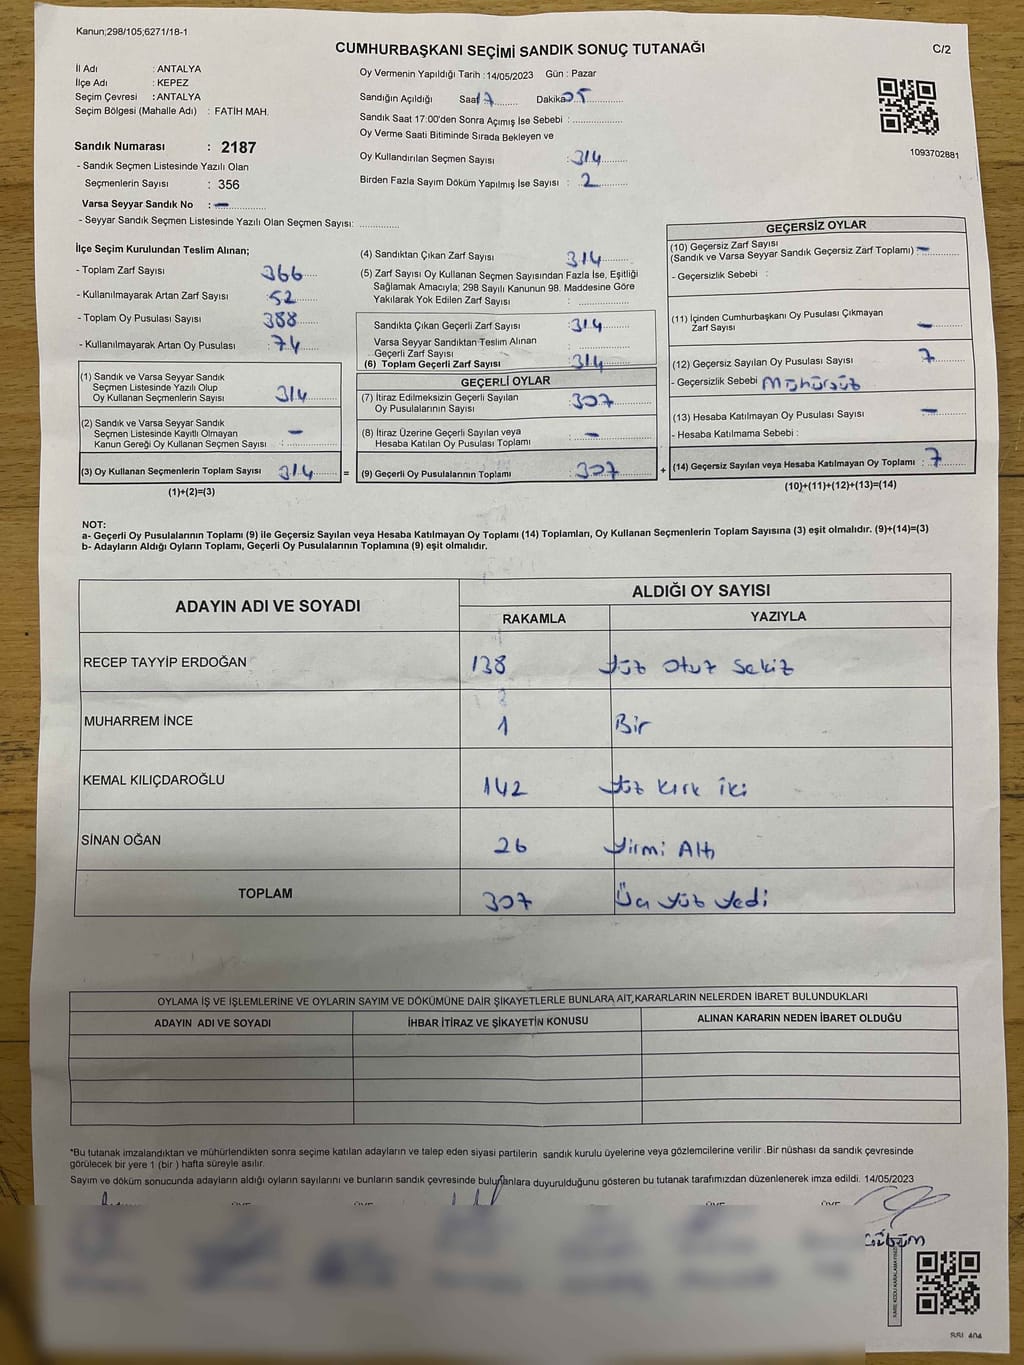 Kanun;298/105;6271/18-1
CUMHURBAŞKANI SEÇİMİ SANDIK SONUÇ TUTANAĞI
C/2
İl Adı : ANTALYA
İlçe Adı : KEPEZ
Seçim Çevresi : ANTALYA
Seçim Bölgesi (Mahalle Adı) : FATİH MAH.
Sandık Numarası : 2187
- Sandık Seçmen Listesinde Yazılı Olan
Seçmenlerin Sayısı : 356
Varsa Seyyar Sandık No : -
- Seyyar Sandık Seçmen Listesinde Yazılı Olan Seçmen Sayısı: ..............
Oy Vermenin Yapıldığı Tarih : 14/05/2023 Gün : Pazar
Sandığın Açıldığı Saat 17 Dakika 05
Sandık Saat 17:00'den Sonra Açımış İse Sebebi : ..............
Oy Verme Saati Bitiminde Sırada Bekleyen ve
Oy Kullandırılan Seçmen Sayısı : 314
Birden Fazla Sayım Döküm Yapılmış İse Sayısı : 2
1093702881
İlçe Seçim Kurulundan Teslim Alınan;
- Toplam Zarf Sayısı 366
- Kullanılmayarak Artan Zarf Sayısı : 52
- Toplam Oy Pusulası Sayısı 388
- Kullanılmayarak Artan Oy Pusulası : 74
(1) Sandık ve Varsa Seyyar Sandık
Seçmen Listesinde Yazılı Olup
Oy Kullanan Seçmenlerin Sayısı : 314
(2) Sandık ve Varsa Seyyar Sandık
Seçmen Listesinde Kayıtlı Olmayan
Kanun Gereği Oy Kullanan Seçmen Sayısı : -
(3) Oy Kullanan Seçmenlerin Toplam Sayısı 314 =
(1)+(2)=(3)
(4) Sandıktan Çıkan Zarf Sayısı : 314
(5) Zarf Sayısı Oy Kullanan Seçmen Sayısından Fazla İse, Eşitliği
Sağlamak Amacıyla; 298 Sayılı Kanunun 98. Maddesine Göre
Yakılarak Yok Edilen Zarf Sayısı : ..............
Sandıkta Çıkan Geçerli Zarf Sayısı : 314
Varsa Seyyar Sandıktan Teslim Alınan
Geçerli Zarf Sayısı : ..............
(6) Toplam Geçerli Zarf Sayısı : 314
GEÇERLİ OYLAR
(7) İtiraz Edilmeksizin Geçerli Sayılan
Oy Pusulalarının Sayısı : 307
(8) İtiraz Üzerine Geçerli Sayılan veya
Hesaba Katılan Oy Pusulası Toplamı : -
(9) Geçerli Oy Pusulalarının Toplamı : 307 +
GEÇERSİZ OYLAR
(10) Geçersiz Zarf Sayısı
(Sandık ve Varsa Seyyar Sandık Geçersiz Zarf Toplamı) : -
- Geçersizlik Sebebi :
(11) İçinden Cumhurbaşkanı Oy Pusulası Çıkmayan
Zarf Sayısı -
(12) Geçersiz Sayılan Oy Pusulası Sayısı 7
- Geçersizlik Sebebi Mühürsüz
(13) Hesaba Katılmayan Oy Pusulası Sayısı -
- Hesaba Katılmama Sebebi :
(14) Geçersiz Sayılan veya Hesaba Katılmayan Oy Toplamı : 7
(10)+(11)+(12)+(13)=(14)
NOT:
a- Geçerli Oy Pusulalarının Toplamı (9) ile Geçersiz Sayılan veya Hesaba Katılmayan Oy Toplamı (14) Toplamları, Oy Kullanan Seçmenlerin Toplam Sayısına (3) eşit olmalıdır. (9)+(14)=(3)
b- Adayların Aldığı Oyların Toplamı, Geçerli Oy Pusulalarının Toplamına (9) eşit olmalıdır.
ADAYIN ADI VE SOYADI
ALDIĞI OY SAYISI
RAKAMLA YAZIYLA
RECEP TAYYİP ERDOĞAN 138 Yüz Otuz Sekiz
MUHARREM İNCE 1 Bir
KEMAL KILIÇDAROĞLU 142 Yüz Kırk İki
SİNAN OĞAN 26 Yirmi Altı
TOPLAM 307 Üç Yüz Yedi
OYLAMA İŞ VE İŞLEMLERİNE VE OYLARIN SAYIM VE DÖKÜMÜNE DAİR ŞİKAYETLERLE BUNLARA AİT,KARARLARIN NELERDEN İBARET BULUNDUKLARI
ADAYIN ADI VE SOYADI İHBAR İTİRAZ VE ŞİKAYETİN KONUSU ALINAN KARARIN NEDEN İBARET OLDUĞU
*Bu tutanak imzalandıktan ve mühürlendikten sonra seçime katılan adayların ve talep eden siyasi partilerin sandık kurulu üyelerine veya gözlemcilerine verilir .Bir nüshası da sandık çevresinde
görülecek bir yere 1 (bir ) hafta süreyle asılır.
Sayım ve döküm sonucunda adayların aldığı oyların sayılarını ve bunların sandık çevresinde bulunanlara duyurulduğunu gösteren bu tutanak tarafımızdan düzenlenerek imza edildi. 14/05/2023